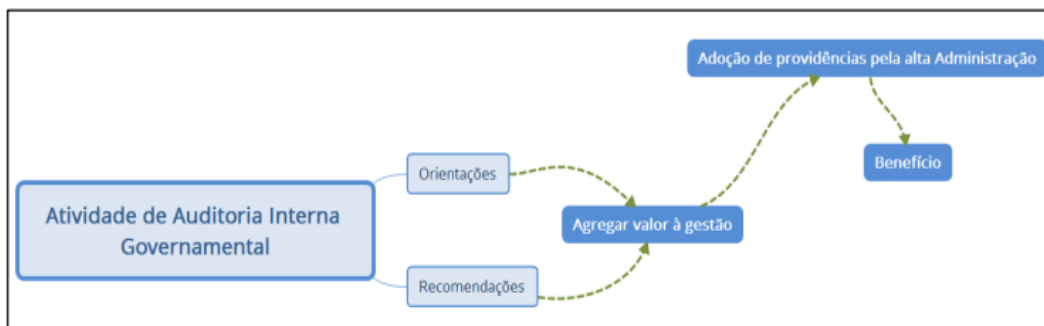 Adoção de providências pela alta Administração
Benefício
Orientações
Atividade de Auditoria Interna
Governamental
Agregar valor à gestão
Recomendações